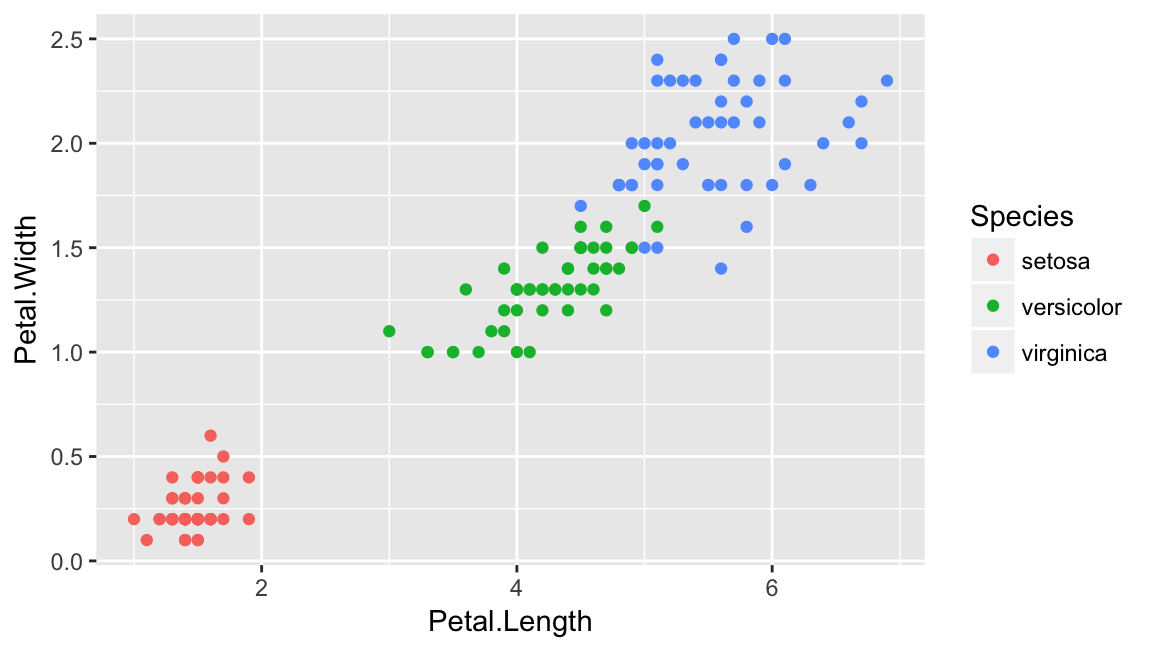 2.5
2.0
1.5
1.0
0.5
0.0
2 4 6
Petal.Length
Petal.Width
Species
setosa
versicolor
virginica